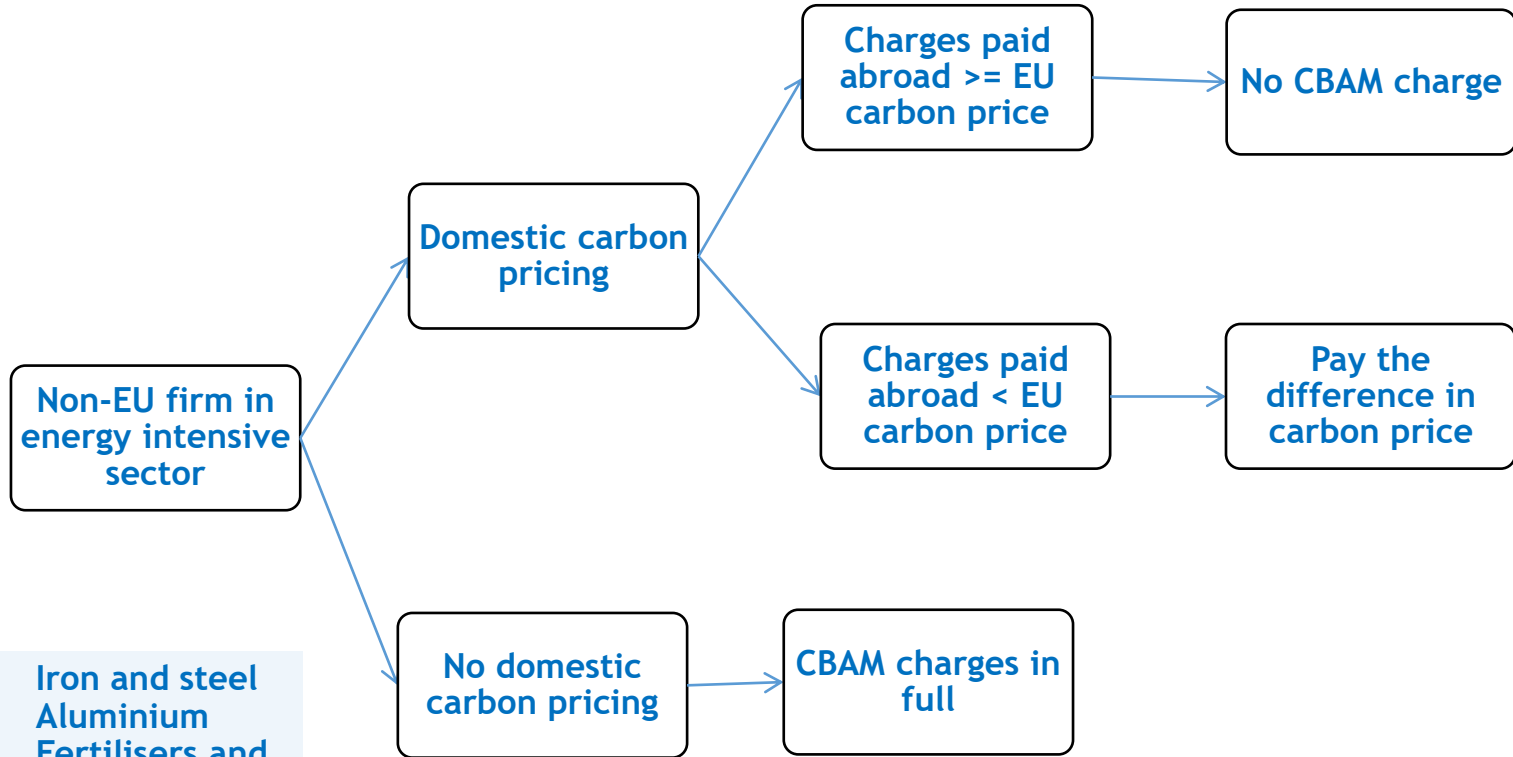 Charges paid
abroad >= EU
carbon price
No CBAM charge
Domestic carbon
pricing
Charges paid
abroad < EU
carbon price
Pay the
difference in
carbon price
Non-EU firm in
energy intensive
sector
No domestic
carbon pricing
CBAM charges in
full
Iron and steel
Aluminium
Fertilisers and